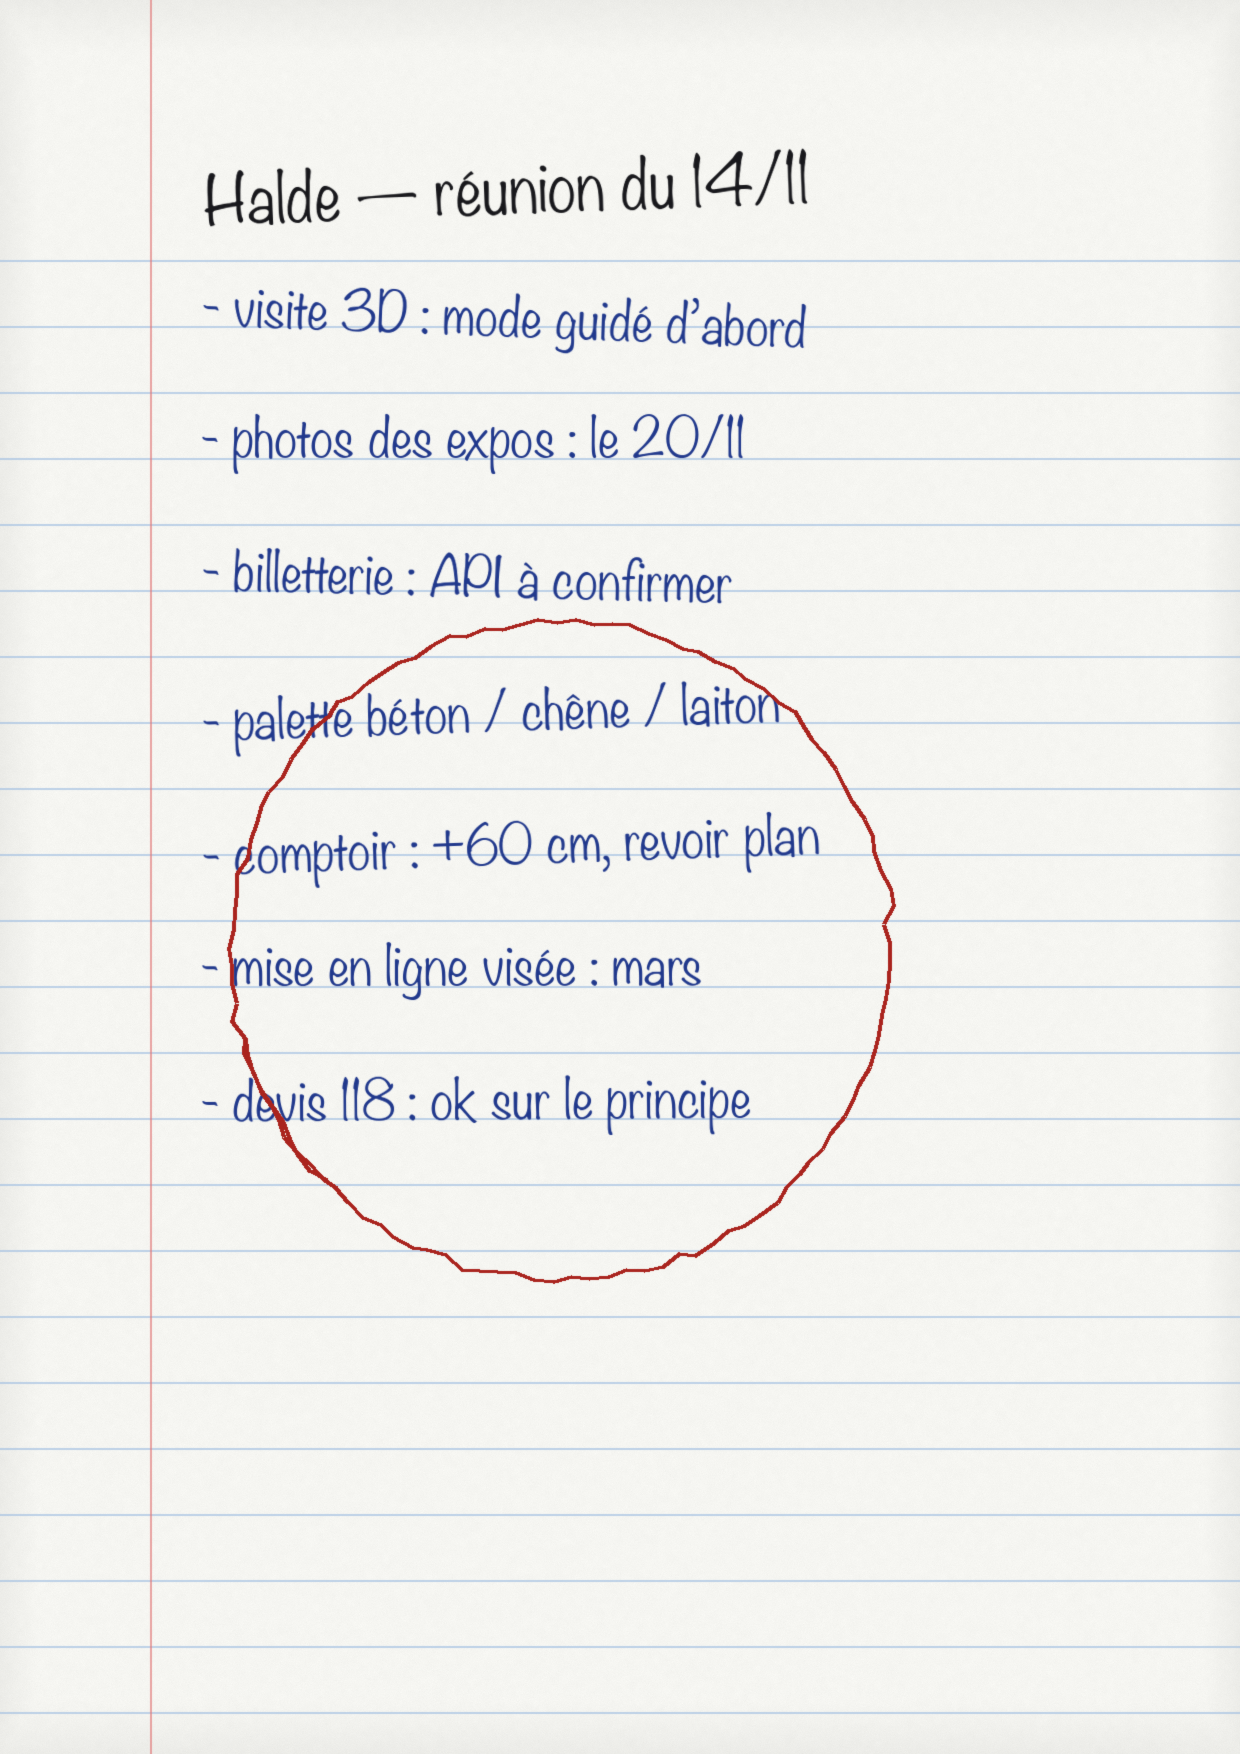 Halde — réunion du 14/11
- visite 3D : mode guidé d’abord
- photos des expos : le 20/11
- billetterie : API à confirmer
- palette béton / chêne / laiton
- comptoir : +60 cm, revoir plan
- mise en ligne visée : mars
- devis 118 : ok sur le principe